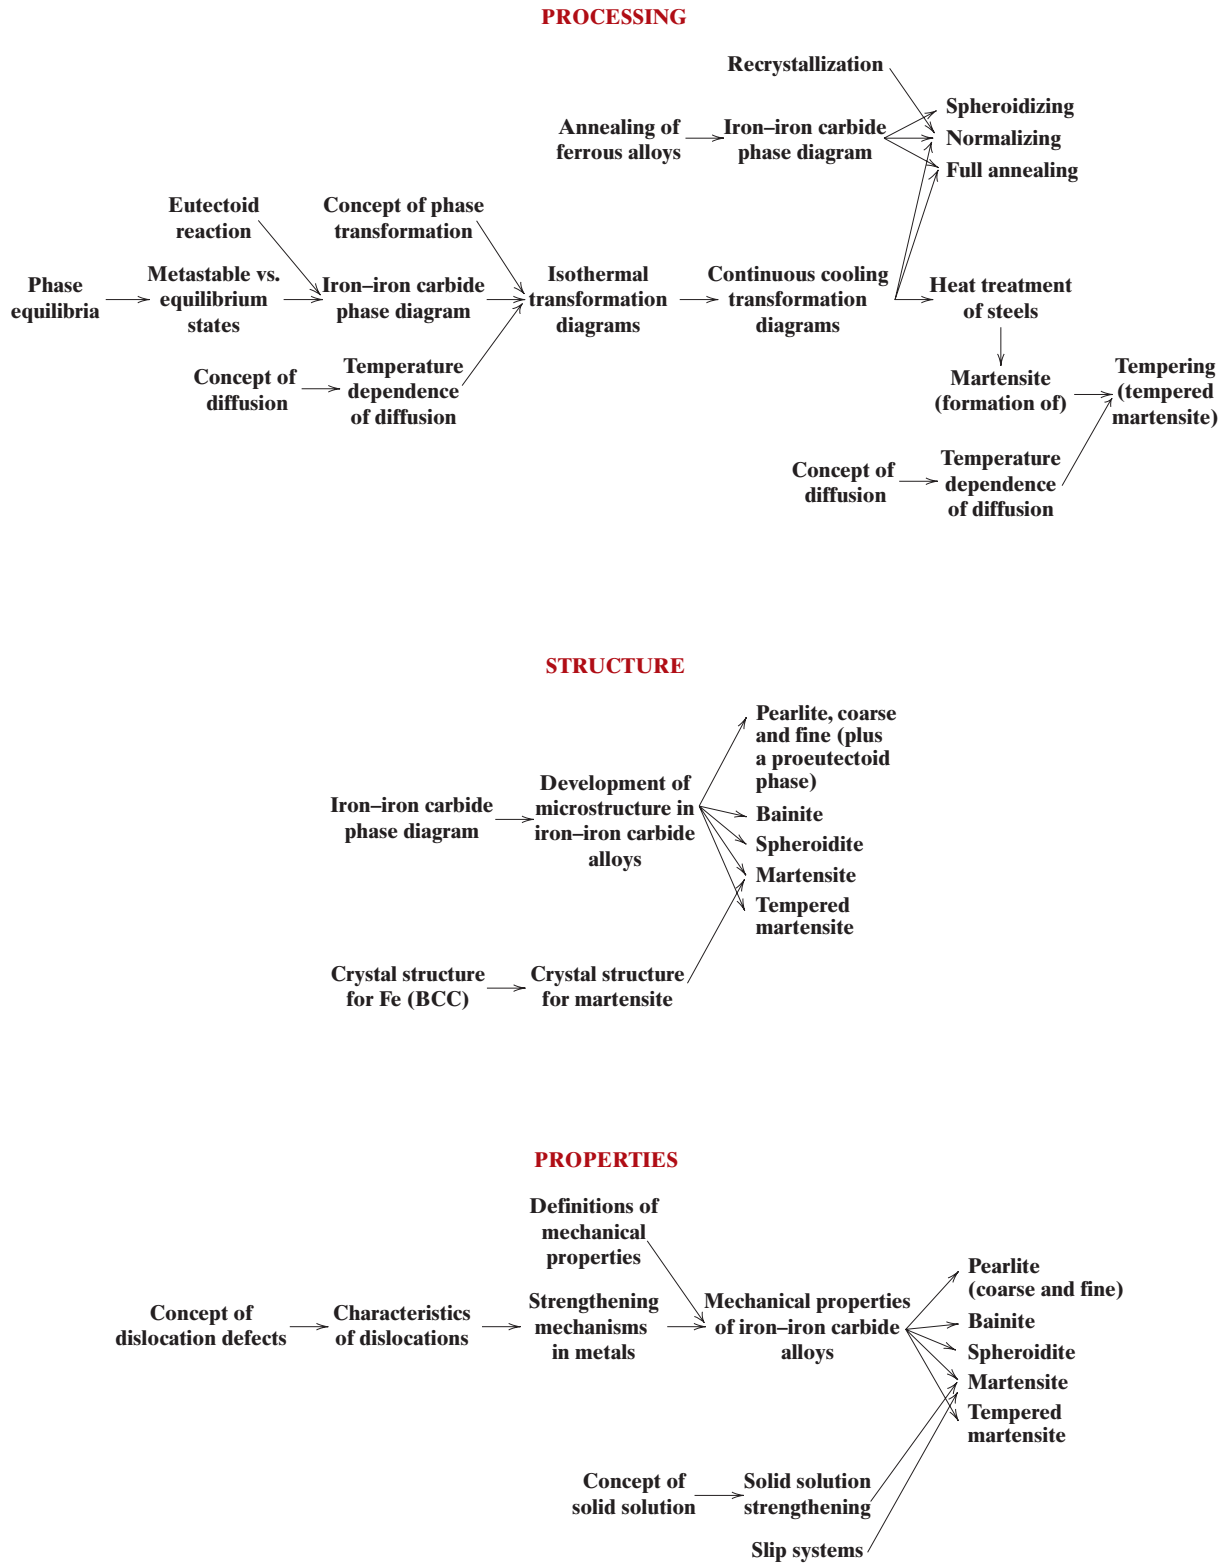 PROCESSING
Recrystallization
Spheroidizing
Annealing of
ferrous alloys
Iron–iron carbide
phase diagram
Normalizing
Full annealing
Eutectoid
reaction
Concept of phase
transformation
Phase
equilibria
Metastable vs.
equilibrium
states
Iron–iron carbide
phase diagram
Isothermal
transformation
diagrams
Continuous cooling
transformation
diagrams
Heat treatment
of steels
Concept of
diffusion
Temperature
dependence
of diffusion
Martensite
(formation of)
Tempering
(tempered
martensite)
Concept of
diffusion
Temperature
dependence
of diffusion
STRUCTURE
Pearlite, coarse
and fine (plus
a proeutectoid
phase)
Iron–iron carbide
phase diagram
Development of
microstructure in
iron–iron carbide
alloys
Bainite
Spheroidite
Martensite
Tempered
martensite
Crystal structure
for Fe (BCC)
Crystal structure
for martensite
PROPERTIES
Definitions of
mechanical
properties
Pearlite
(coarse and fine)
Concept of
dislocation defects
Characteristics
of dislocations
Strengthening
mechanisms
in metals
Mechanical properties
of iron–iron carbide
alloys
Bainite
Spheroidite
Martensite
Tempered
martensite
Concept of
solid solution
Solid solution
strengthening
Slip systems